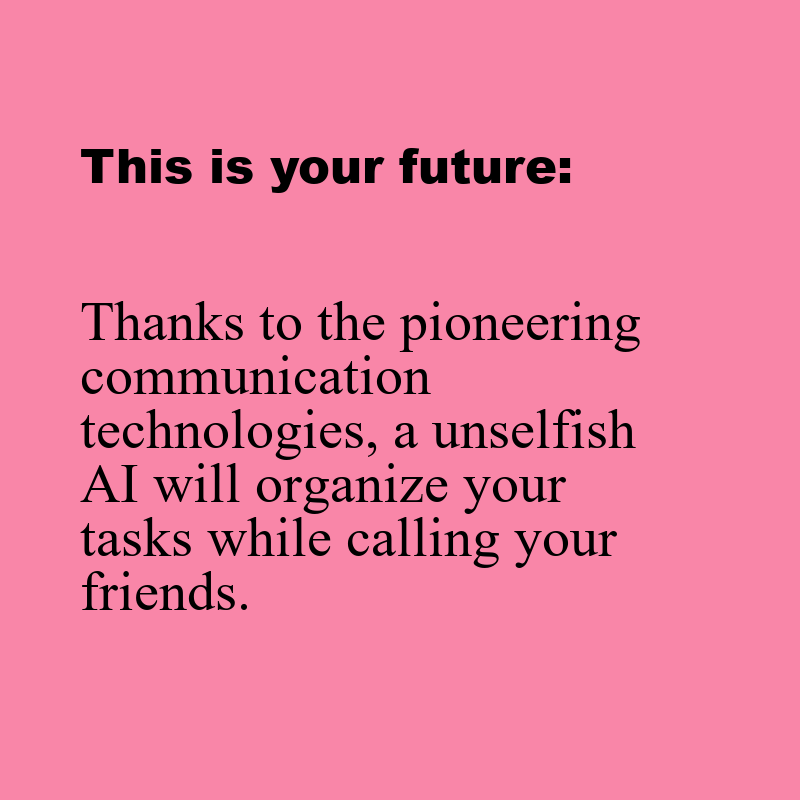 This is your future:
Thanks to the pioneering
communication
technologies, a unselfish
AI will organize your
tasks while calling your
friends.